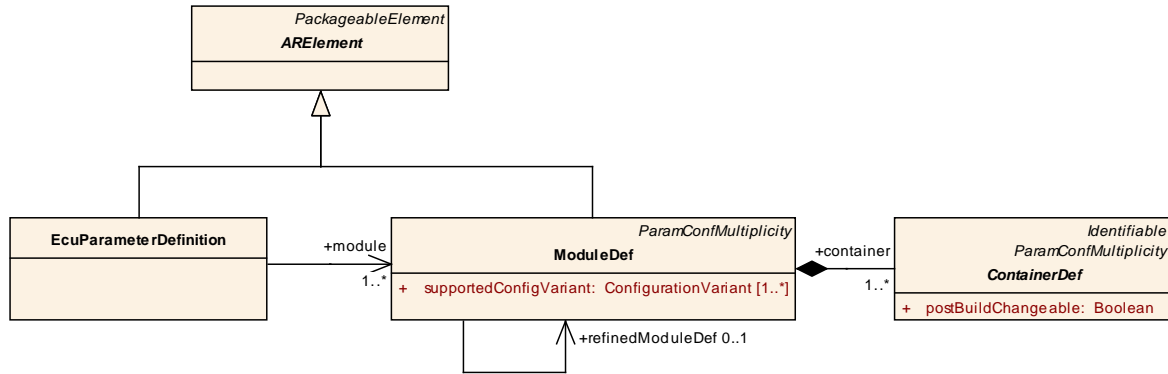 PackageableElement
ARElement
EcuParameterDefinition
+module
1..*
ParamConfMultiplicity
ModuleDef
+ supportedConfigVariant: ConfigurationVariant [1..*]
+refinedModuleDef 0..1
+container
1..*
Identifiable
ParamConfMultiplicity
ContainerDef
+ postBuildChangeable: Boolean